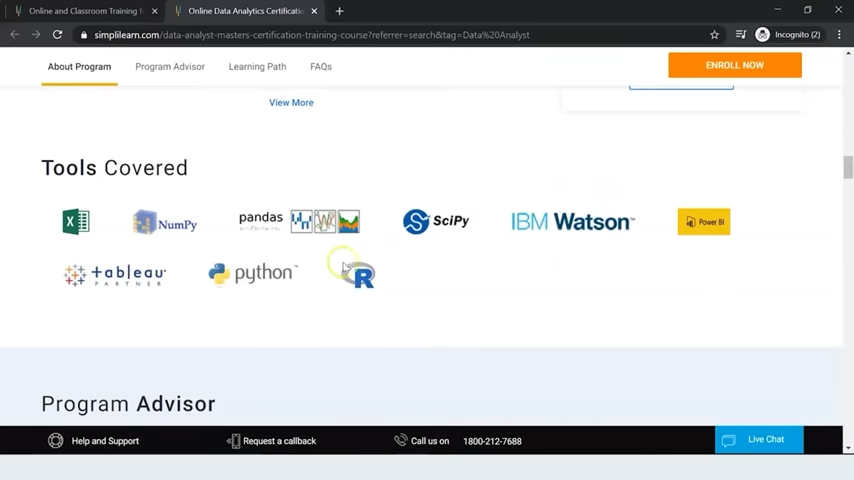 Online and Classroom Training f
Online Data Analytics Certificatio
Incognito (2)
simplilearn.com/data-analyst-masters-certification-training-course?referrer=search&tag=Data%20Analyst
About Program
Program Advisor
Learning Path
FAQs
ENROLL NOW
View More
Tools Covered
NumPy
pandas
SciPy
IBM Watson™
Power BI
+ableau
PARTNER
python™
R
Program Advisor
Help and Support
Request a callback
Call us on 1800-212-7688
Live Chat